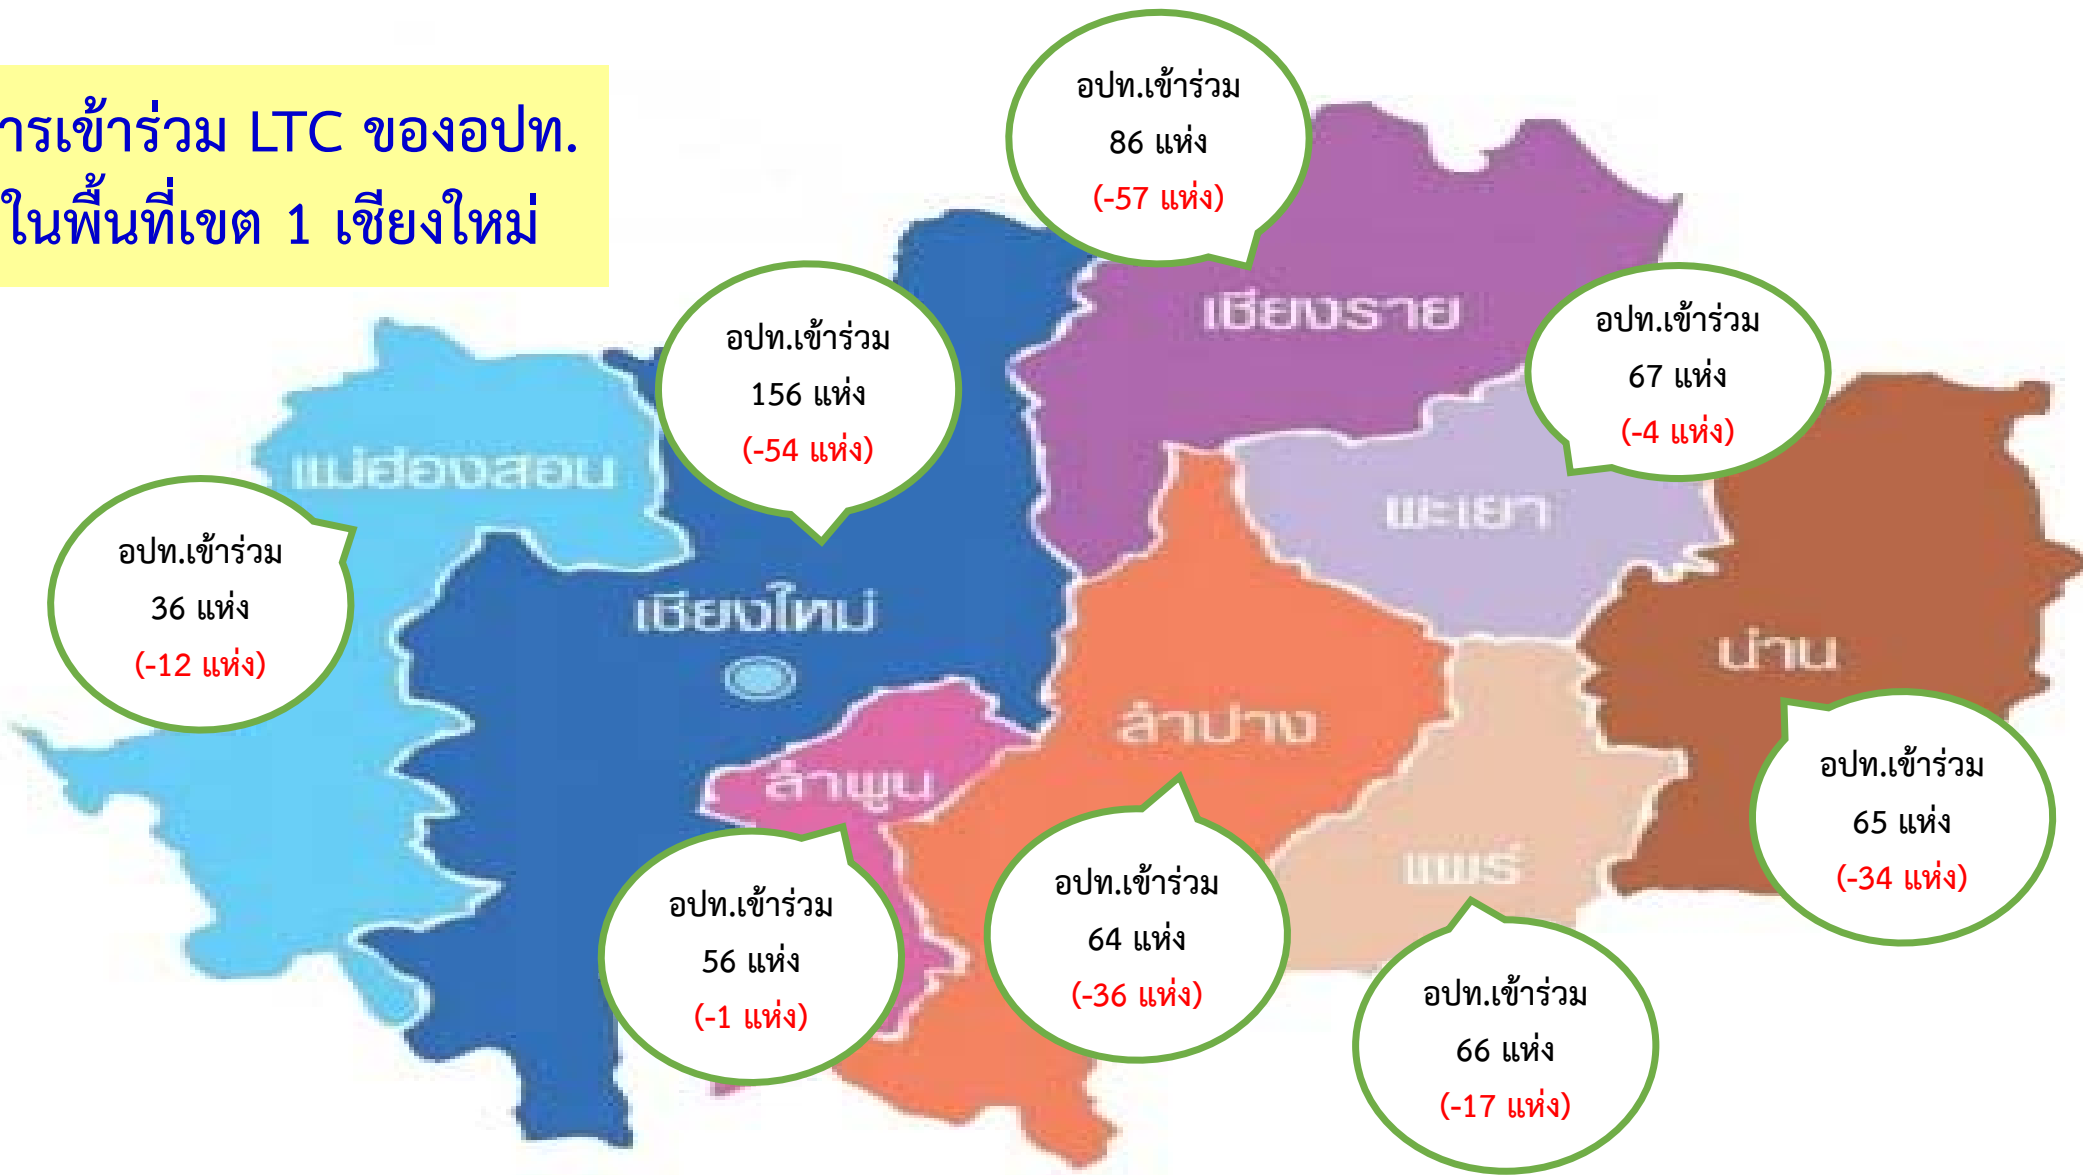 ารเข้าร่วม LTC ของอปท.
ในพื้นที่เขต 1 เชียงใหม่
อปท.เข้าร่วม
86 แห่ง
(-57 แห่ง)
เชียงราย
อปท.เข้าร่วม
156 แห่ง
(-54 แห่ง)
อปท.เข้าร่วม
67 แห่ง
(-4 แห่ง)
แม่ฮ่องสอน
พะเยา
อปท.เข้าร่วม
36 แห่ง
(-12 แห่ง)
เชียงใหม่
น่าน
ลำปาง
ลำพูน
อปท.เข้าร่วม
65 แห่ง
(-34 แห่ง)
แพร่
อปท.เข้าร่วม
56 แห่ง
(-1 แห่ง)
อปท.เข้าร่วม
64 แห่ง
(-36 แห่ง)
อปท.เข้าร่วม
66 แห่ง
(-17 แห่ง)